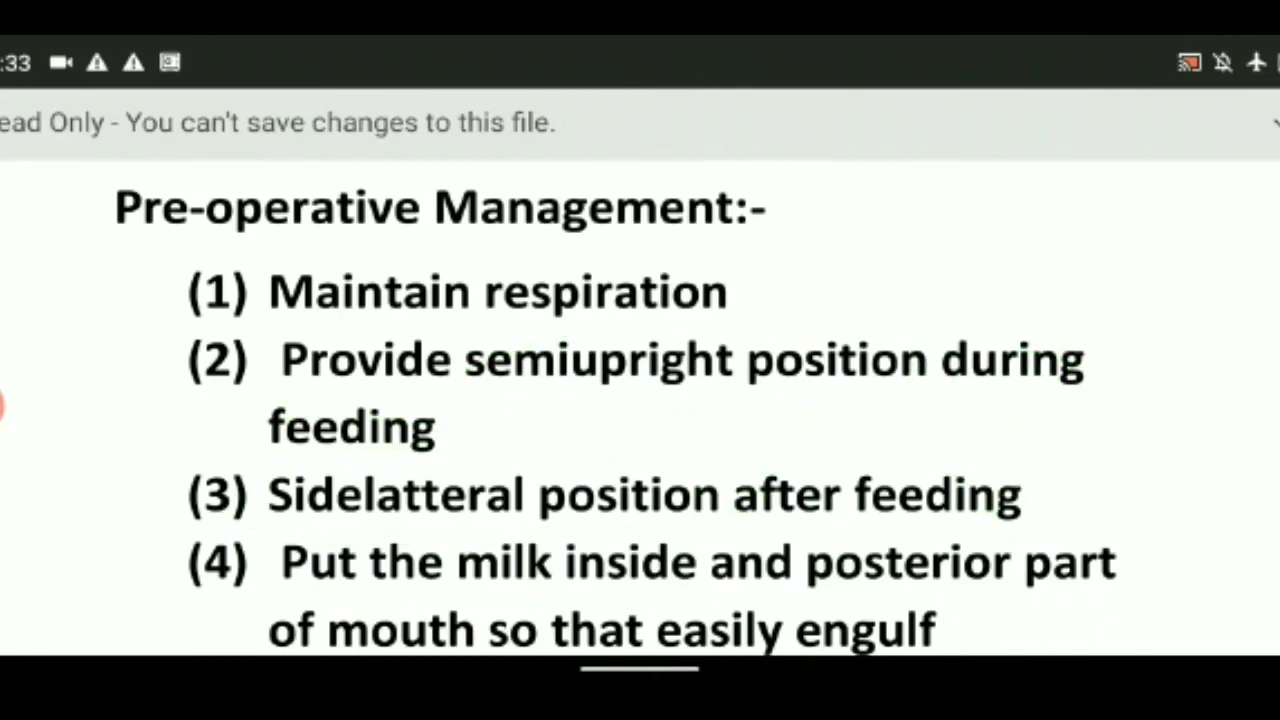 :33
ead Only - You can't save changes to this file.
Pre-operative Management:-
(1) Maintain respiration
(2) Provide semiupright position during
feeding
(3) Sidelatteral position after feeding
(4) Put the milk inside and posterior part
of mouth so that easily engulf